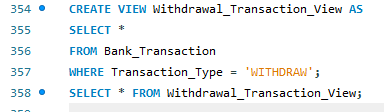 354 CREATE VIEW Withdrawal_Transaction_View AS
355 SELECT *
356 FROM Bank_Transaction
357 WHERE Transaction_Type = 'WITHDRAW';
358 SELECT * FROM Withdrawal_Transaction_View;